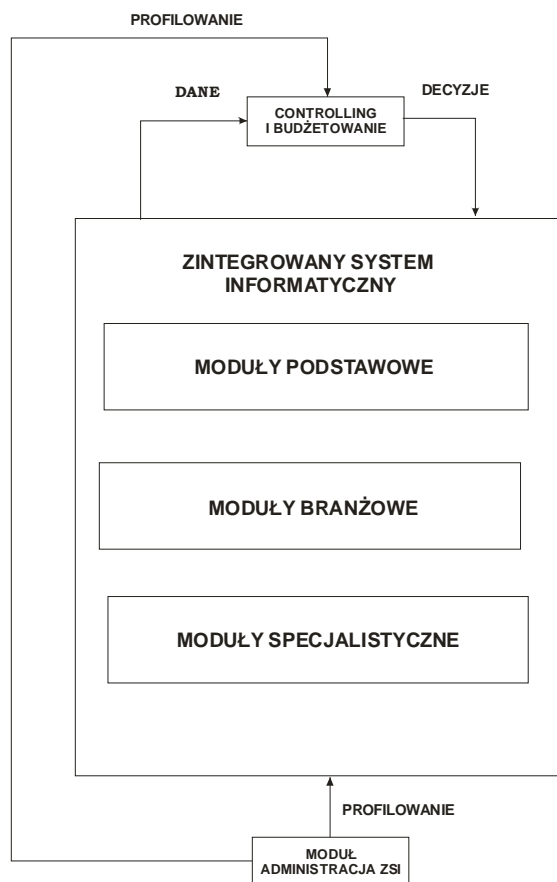 PROFILOWANIE
DANE
DECYZJE
CONTROLLING
I BUDŻETOWANIE
ZINTEGROWANY SYSTEM
INFORMATYCZNY
MODUŁY PODSTAWOWE
MODUŁY BRANŻOWE
MODUŁY SPECJALISTYCZNE
PROFILOWANIE
MODUŁ
ADMINISTRACJA ZSI